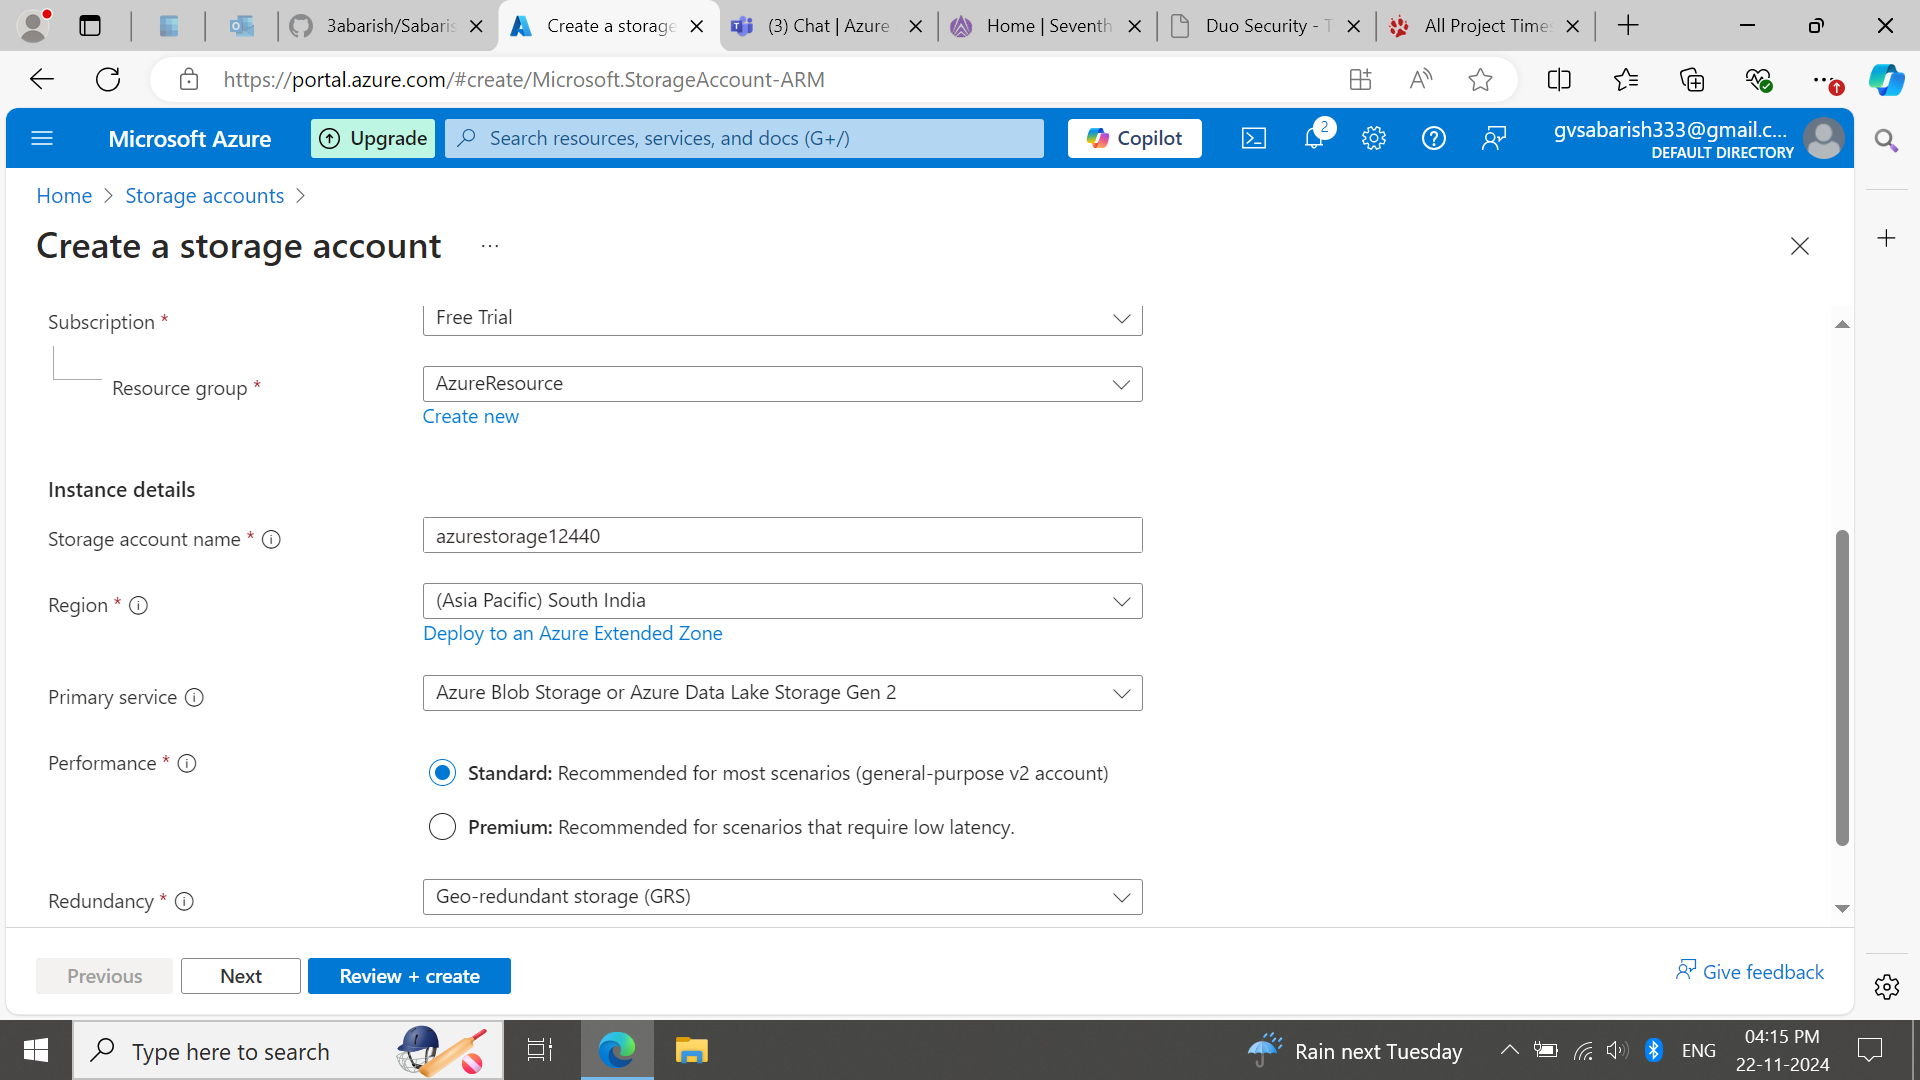 3abarish/Sabaris
Create a storage
(3) Chat | Azure
Home | Seventh
Duo Security - T
All Project Time
https://portal.azure.com/#create/Microsoft.StorageAccount-ARM
Microsoft Azure
Upgrade
Search resources, services, and docs (G+/)
Copilot
2
gvsabarish333@gmail.c...
DEFAULT DIRECTORY
Home > Storage accounts >
Create a storage account ...
Subscription *
Free Trial
Resource group *
AzureResource
Create new
Instance details
Storage account name *
azurestorage12440
Region *
(Asia Pacific) South India
Deploy to an Azure Extended Zone
Primary service
Azure Blob Storage or Azure Data Lake Storage Gen 2
Performance *
Standard: Recommended for most scenarios (general-purpose v2 account)
Premium: Recommended for scenarios that require low latency.
Redundancy *
Geo-redundant storage (GRS)
Previous
Next
Review + create
Give feedback
Type here to search
Rain next Tuesday
ENG
04:15 PM
22-11-2024